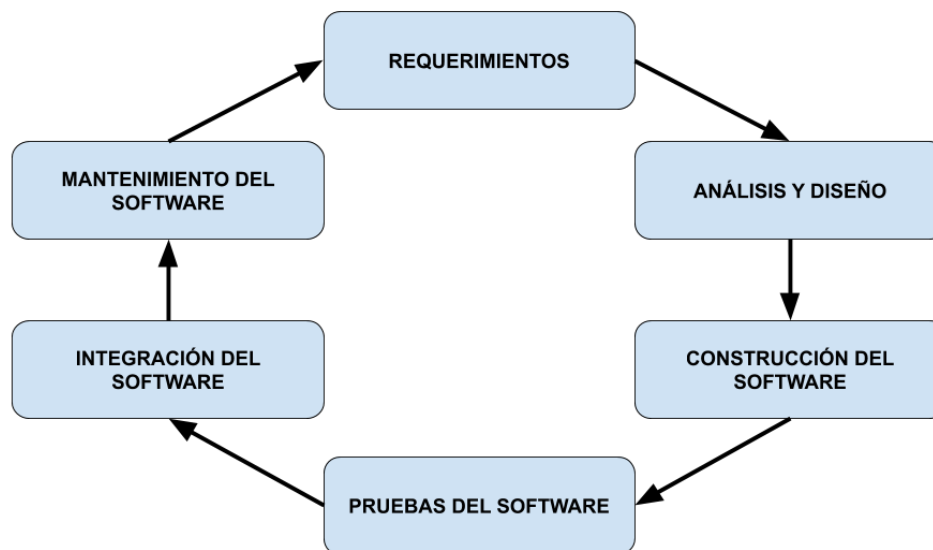 REQUERIMIENTOS
ANÁLISIS Y DISEÑO
CONSTRUCCIÓN DEL
SOFTWARE
PRUEBAS DEL SOFTWARE
INTEGRACIÓN DEL
SOFTWARE
MANTENIMIENTO DEL
SOFTWARE